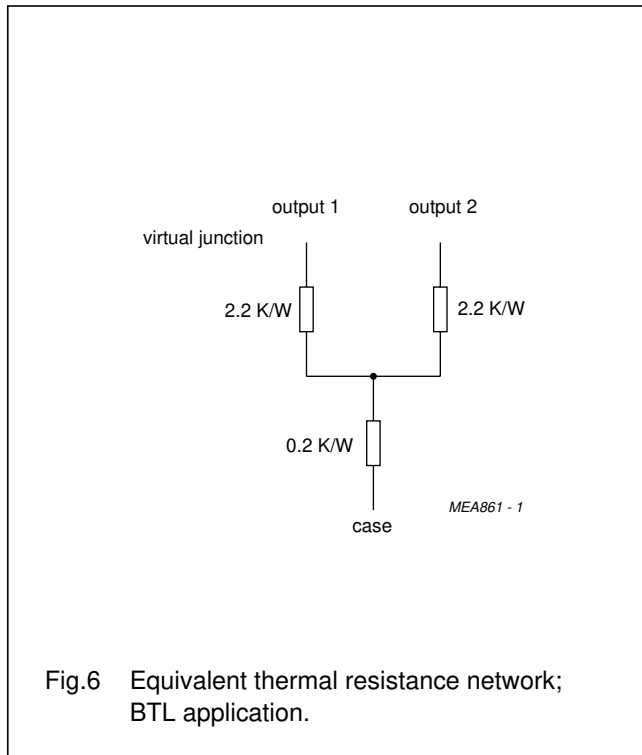 output 1
output 2
virtual junction
2.2 K/W
2.2 K/W
0.2 K/W
MEA861 - 1
case
Fig.6 Equivalent thermal resistance network;
BTL application.